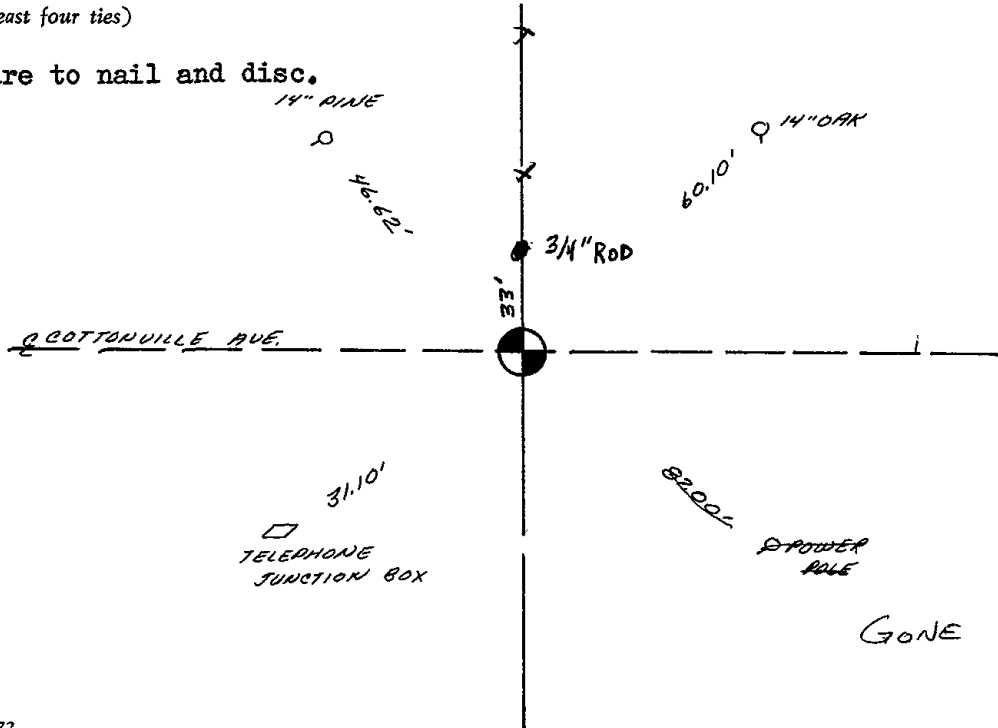 east four ties)
re to nail and disc.
14" PINE
14" OAK
46.62'
60.10'
3/4" ROD
33'
℄ COTTONVILLE AVE.
31.10'
82.00'
TELEPHONE
JUNCTION BOX
POWER
POLE
GONE